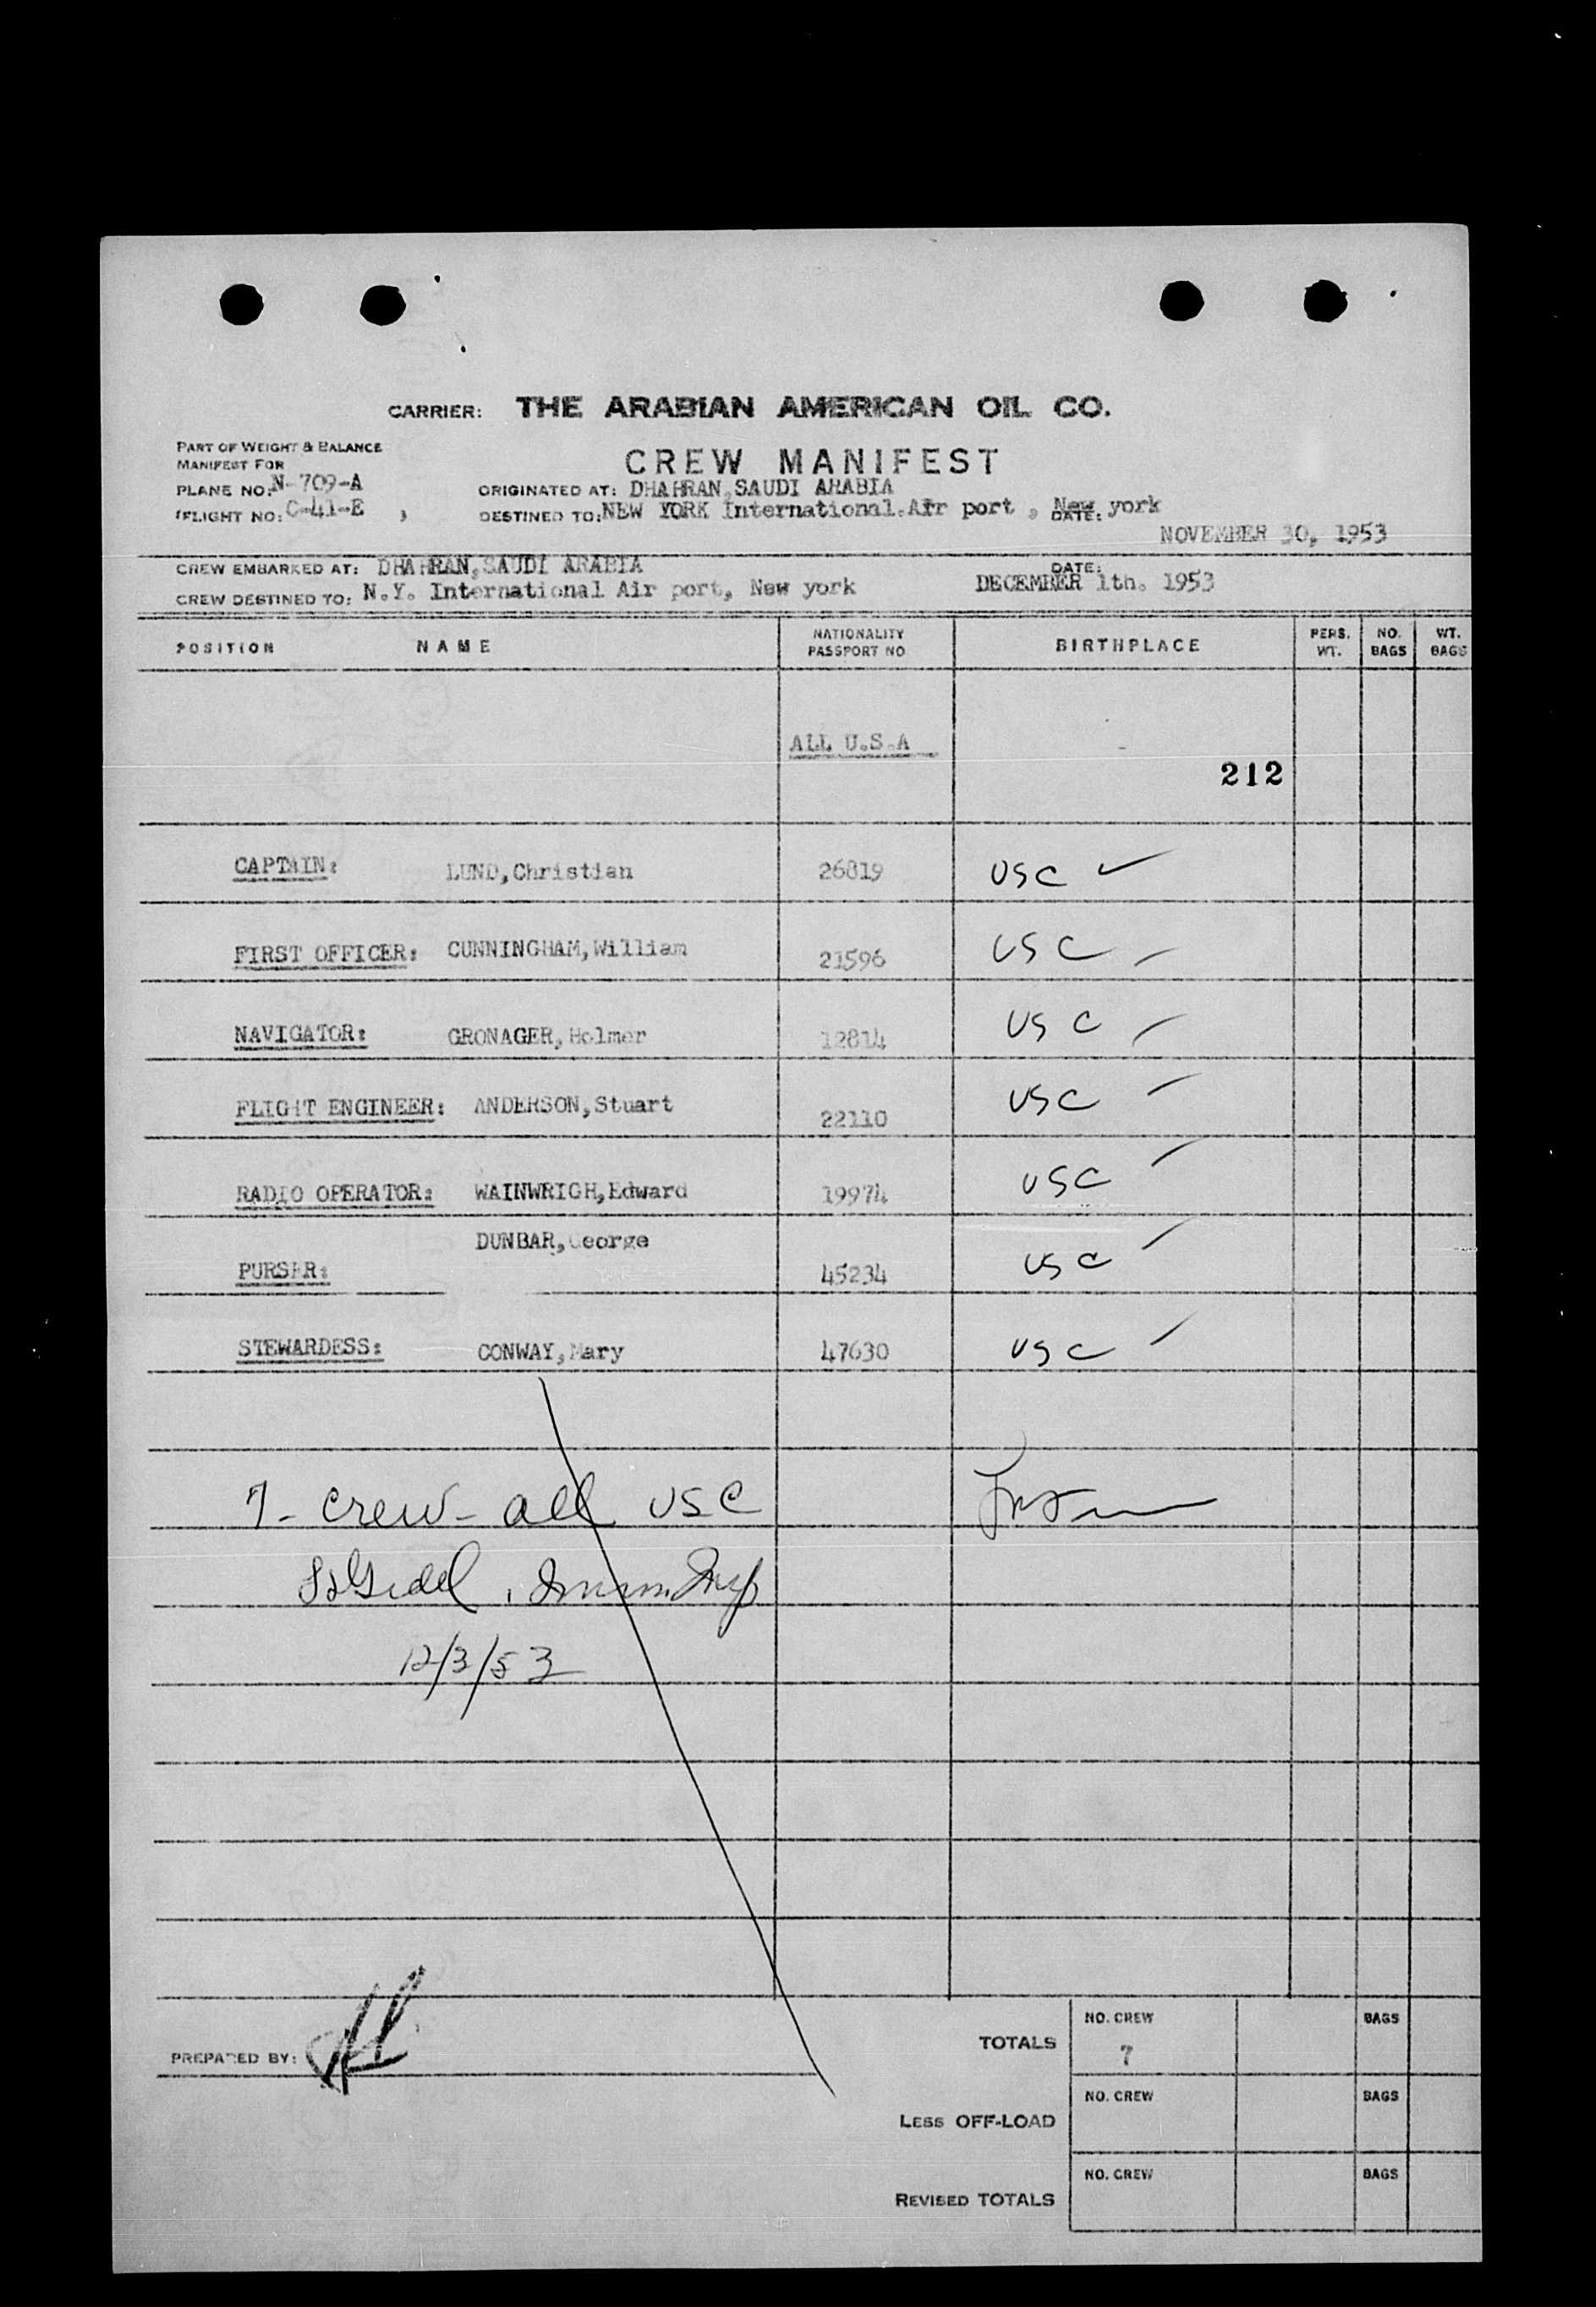 CARRIER: THE ARABIAN AMERICAN OIL CO.
PART OF WEIGHT & BALANCE
MANIFEST FOR
CREW MANIFEST
PLANE NO: N-709-A ORIGINATED AT: DHAHRAN, SAUDI ARABIA
FLIGHT NO: C-41-E , DESTINED TO: NEW YORK International.Air port , New york
DATE:
NOVEMBER 30, 1953
CREW EMBARKED AT: DHAHRAN, SAUDI ARABIA DATE:
CREW DESTINED TO: N.Y. International Air port, New york DECEMBER 1th. 1953
POSITION NAME NATIONALITY PASSPORT NO BIRTHPLACE PERS. WT. NO. BAGS WT. BAGS
ALL U.S.A
212
CAPTAIN: LUND,Christian 26819 USC
FIRST OFFICER: CUNNINGHAM,William 21596 USC
NAVIGATOR: GRONAGER,Holmer 12814 USC
FLIGHT ENGINEER: ANDERSON,Stuart 22110 USC
RADIO OPERATOR: WAINWRIGH,Edward 19974 USC
DUNBAR,George
PURSER: 45234 USC
STEWARDESS: CONWAY,Mary 47630 USC
7- crew- all USC
Immn. Insp
12/3/53
PREPARED BY:
TOTALS NO. CREW 7 BAGS
LESS OFF-LOAD NO. CREW BAGS
REVISED TOTALS NO. CREW BAGS